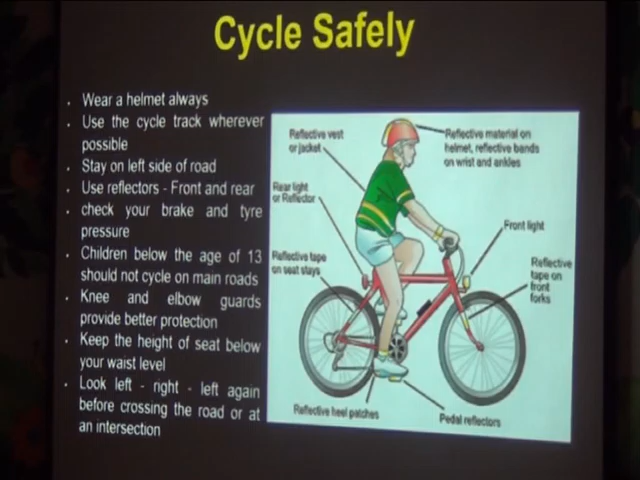 Cycle Safely
• Wear a helmet always
• Use the cycle track wherever
possible
• Stay on left side of road
• Use reflectors - Front and rear
• check your brake and tyre
pressure
• Children below the age of 13
should not cycle on main roads
• Knee and elbow guards
provide better protection
• Keep the height of seat below
your waist level
• Look left - right - left again
before crossing the road or at
an intersection
Reflective vest
or jacket
Reflective material on
helmet, reflective bands
on wrist and ankles
Rear light
or Reflector
Front light
Reflective tape
on seat stays
Reflective
tape on
front
forks
Reflective heel patches
Pedal reflectors